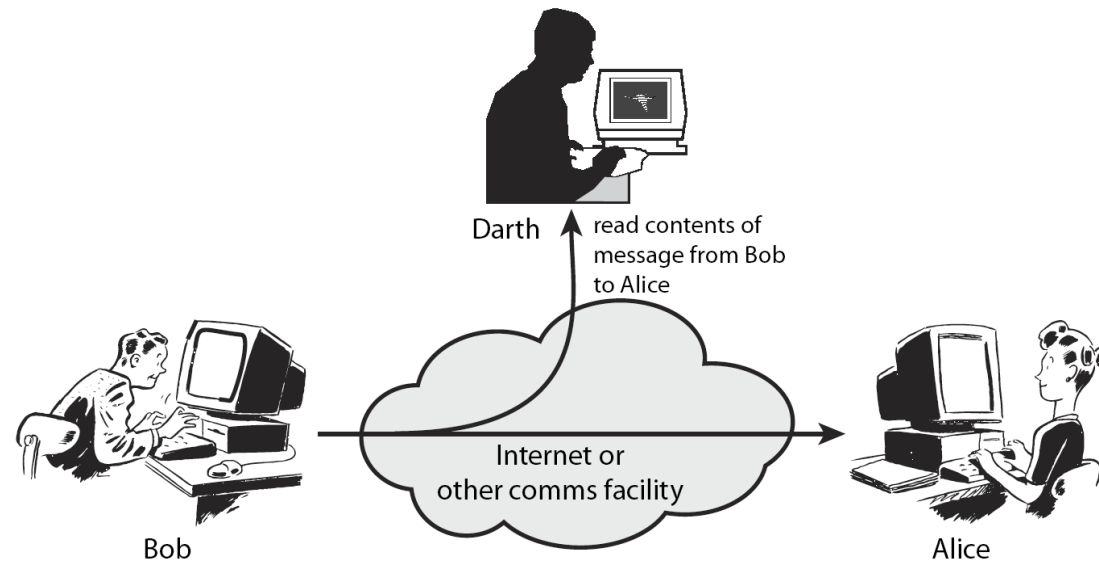 Darth
read contents of
message from Bob
to Alice
Internet or
other comms facility
Bob
Alice